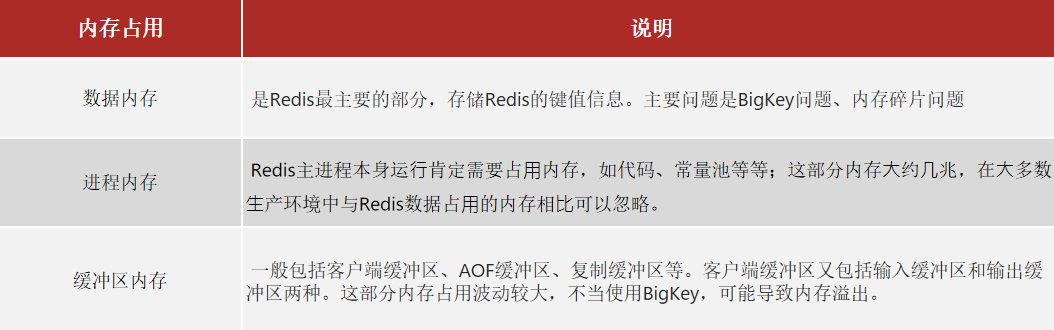 内存占用
说明
数据内存
是Redis最主要的部分，存储Redis的键值信息。主要问题是BigKey问题、内存碎片问题
进程内存
Redis主进程本身运行肯定需要占用内存，如代码、常量池等等；这部分内存大约几兆，在大多数
生产环境中与Redis数据占用的内存相比可以忽略。
缓冲区内存
一般包括客户端缓冲区、AOF缓冲区、复制缓冲区等。客户端缓冲区又包括输入缓冲区和输出缓
冲区两种。这部分内存占用波动较大，不当使用BigKey，可能导致内存溢出。